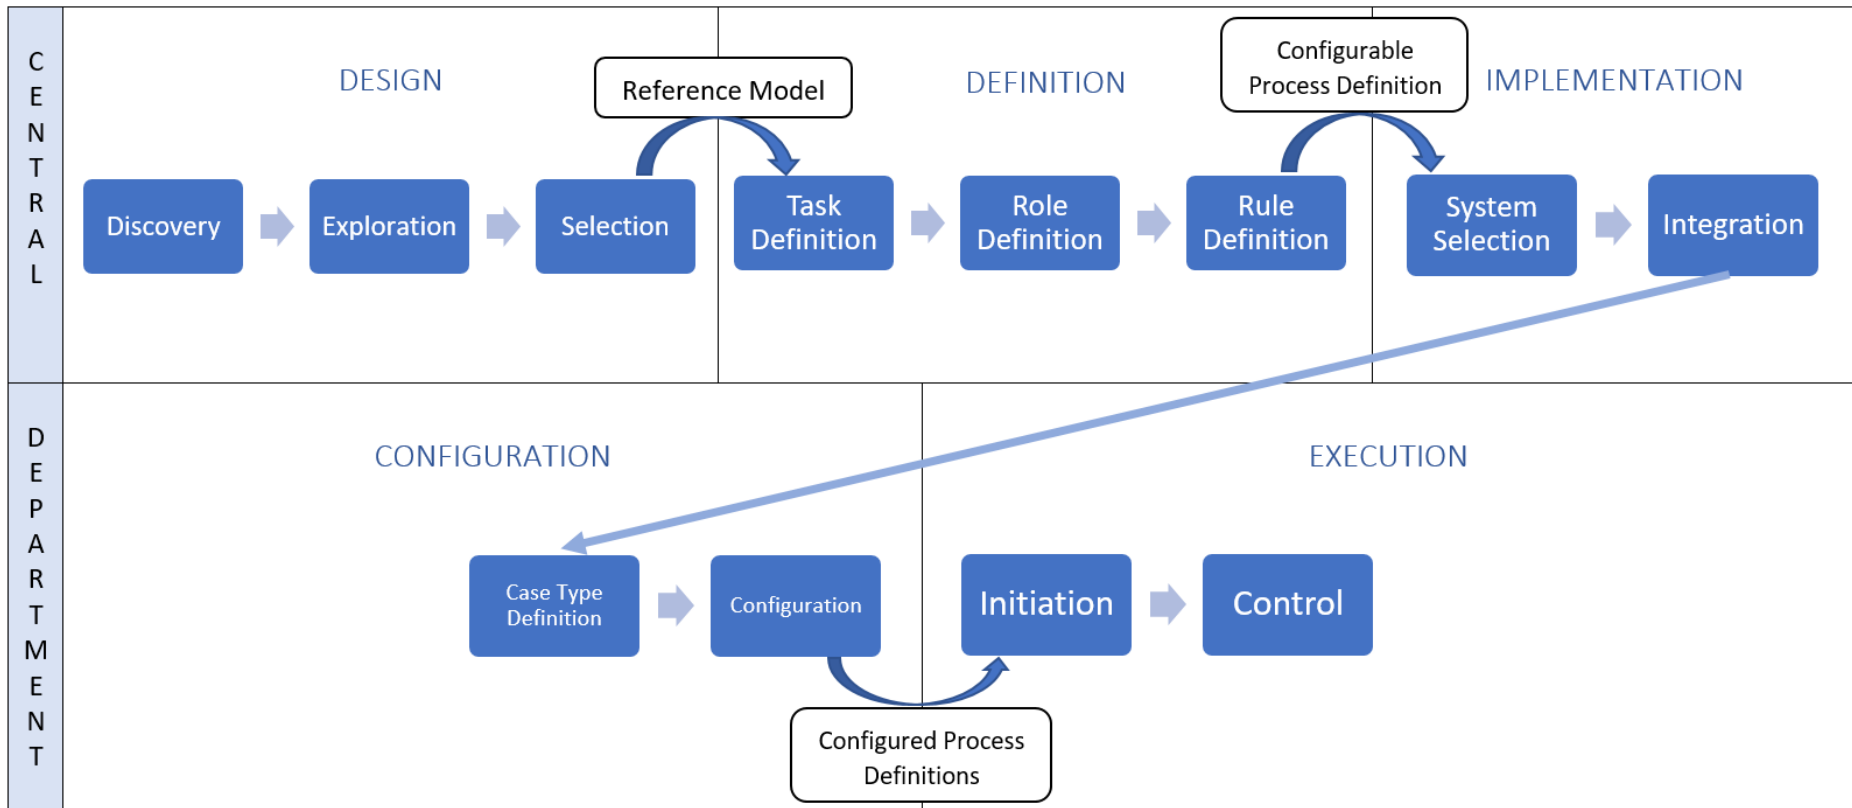 CENTRAL
DESIGN
Reference Model
DEFINITION
Configurable
Process Definition
IMPLEMENTATION
Discovery
Exploration
Selection
Task
Definition
Role
Definition
Rule
Definition
System
Selection
Integration
DEPARTMENT
CONFIGURATION
EXECUTION
Case Type
Definition
Configuration
Initiation
Control
Configured Process
Definitions